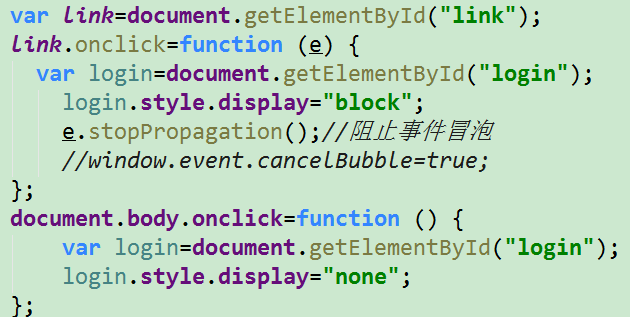 var link=document.getElementById("link");
link.onclick=function (e) {
var login=document.getElementById("login");
login.style.display="block";
e.stopPropagation();//阻止事件冒泡
//window.event.cancelBubble=true;
};
document.body.onclick=function () {
var login=document.getElementById("login");
login.style.display="none";
};